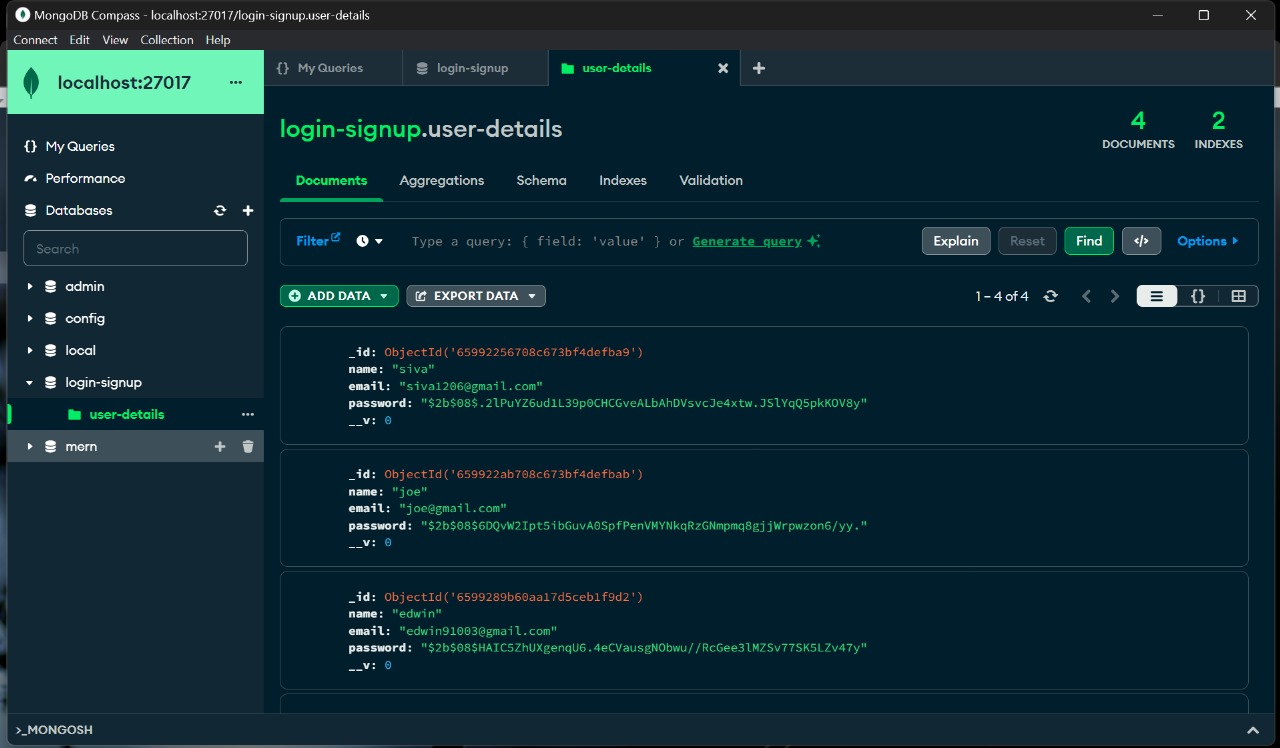 MongoDB Compass - localhost:27017/login-signup.user-details
Connect Edit View Collection Help
localhost:27017
My Queries
Performance
Databases
Search
admin
config
local
login-signup
user-details
mern
My Queries login-signup user-details
login-signup.user-details
4 DOCUMENTS
2 INDEXES
Documents Aggregations Schema Indexes Validation
Filter Type a query: { field: 'value' } or Generate query Explain Reset Find </> Options
ADD DATA EXPORT DATA 1 – 4 of 4
_id: ObjectId('65992256708c673bf4defba9')
name: "siva"
email: "siva1206@gmail.com"
password: "$2b$08$.2lPuYZ6ud1L39p0CHCGveALbAhDVsvcJe4xtw.JSlYqQ5pkKOV8y"
__v: 0
_id: ObjectId('659922ab708c673bf4defbab')
name: "joe"
email: "joe@gmail.com"
password: "$2b$08$6DQvW2Ipt5ibGuvA0SpfPenVMYNkqRzGNmpmq8gjjWrpwzon6/yy."
__v: 0
_id: ObjectId('6599289b60aa17d5ceb1f9d2')
name: "edwin"
email: "edwin91003@gmail.com"
password: "$2b$08$HAIC5ZhUXgenqU6.4eCVausgNObwu//RcGee3lMZSv77SK5LZv47y"
__v: 0
>_MONGOSH